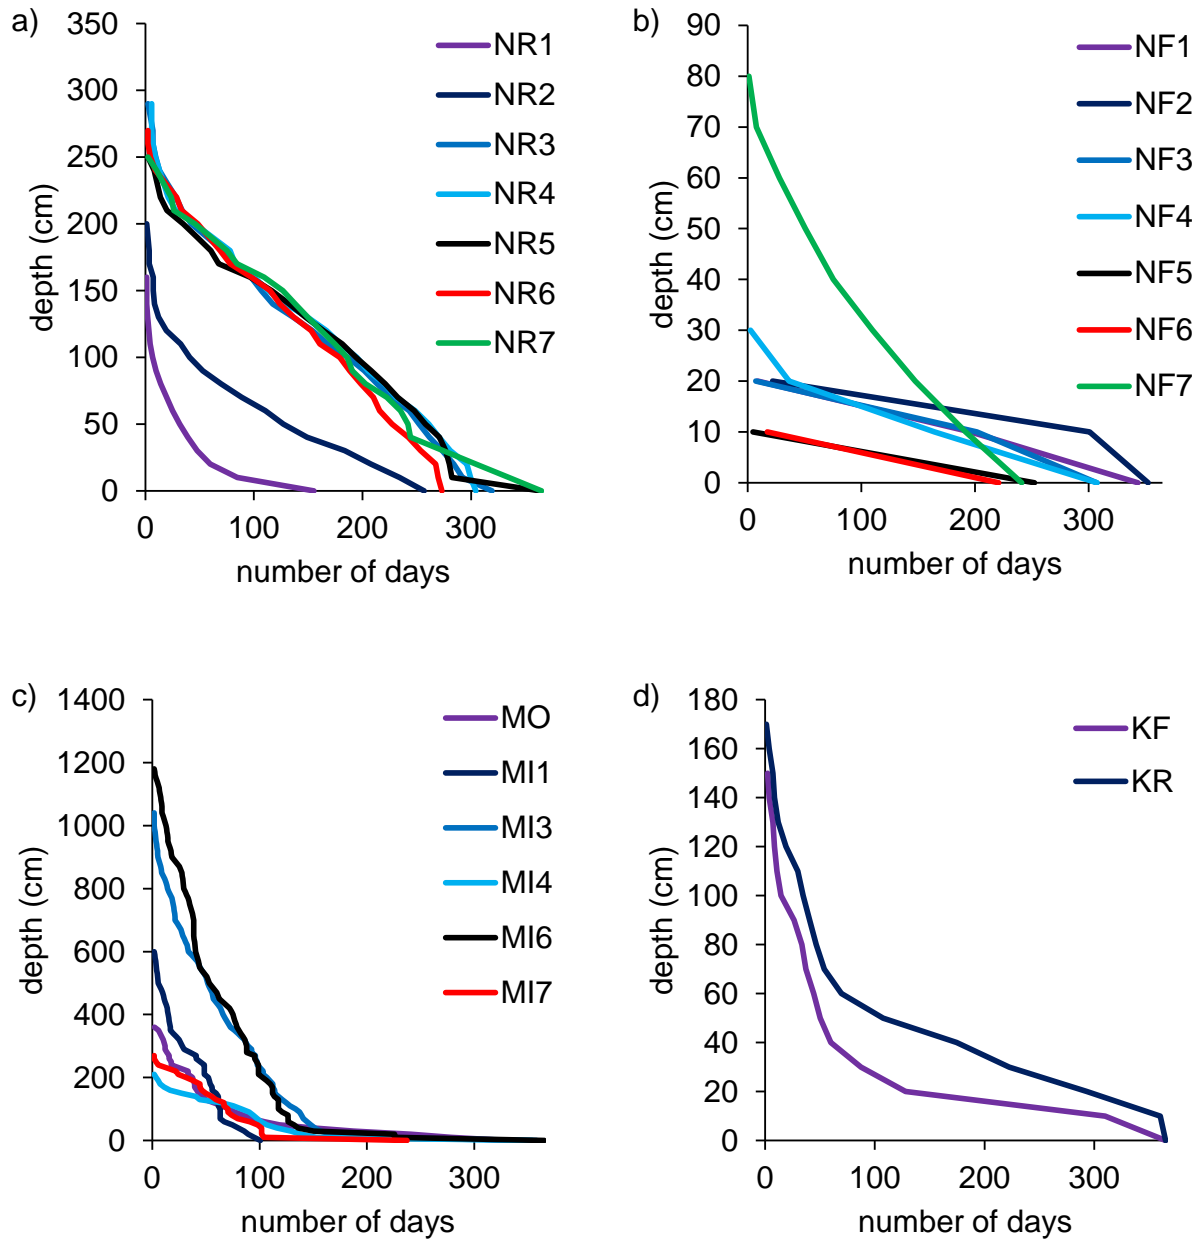 a)
depth (cm)
350
300
250
200
150
100
50
0
0 100 200 300
number of days
NR1
NR2
NR3
NR4
NR5
NR6
NR7
b)
depth (cm)
90
80
70
60
50
40
30
20
10
0
0 100 200 300
number of days
NF1
NF2
NF3
NF4
NF5
NF6
NF7
c)
depth (cm)
1400
1200
1000
800
600
400
200
0
0 100 200 300
number of days
MO
MI1
MI3
MI4
MI6
MI7
d)
depth (cm)
180
160
140
120
100
80
60
40
20
0
0 100 200 300
number of days
KF
KR